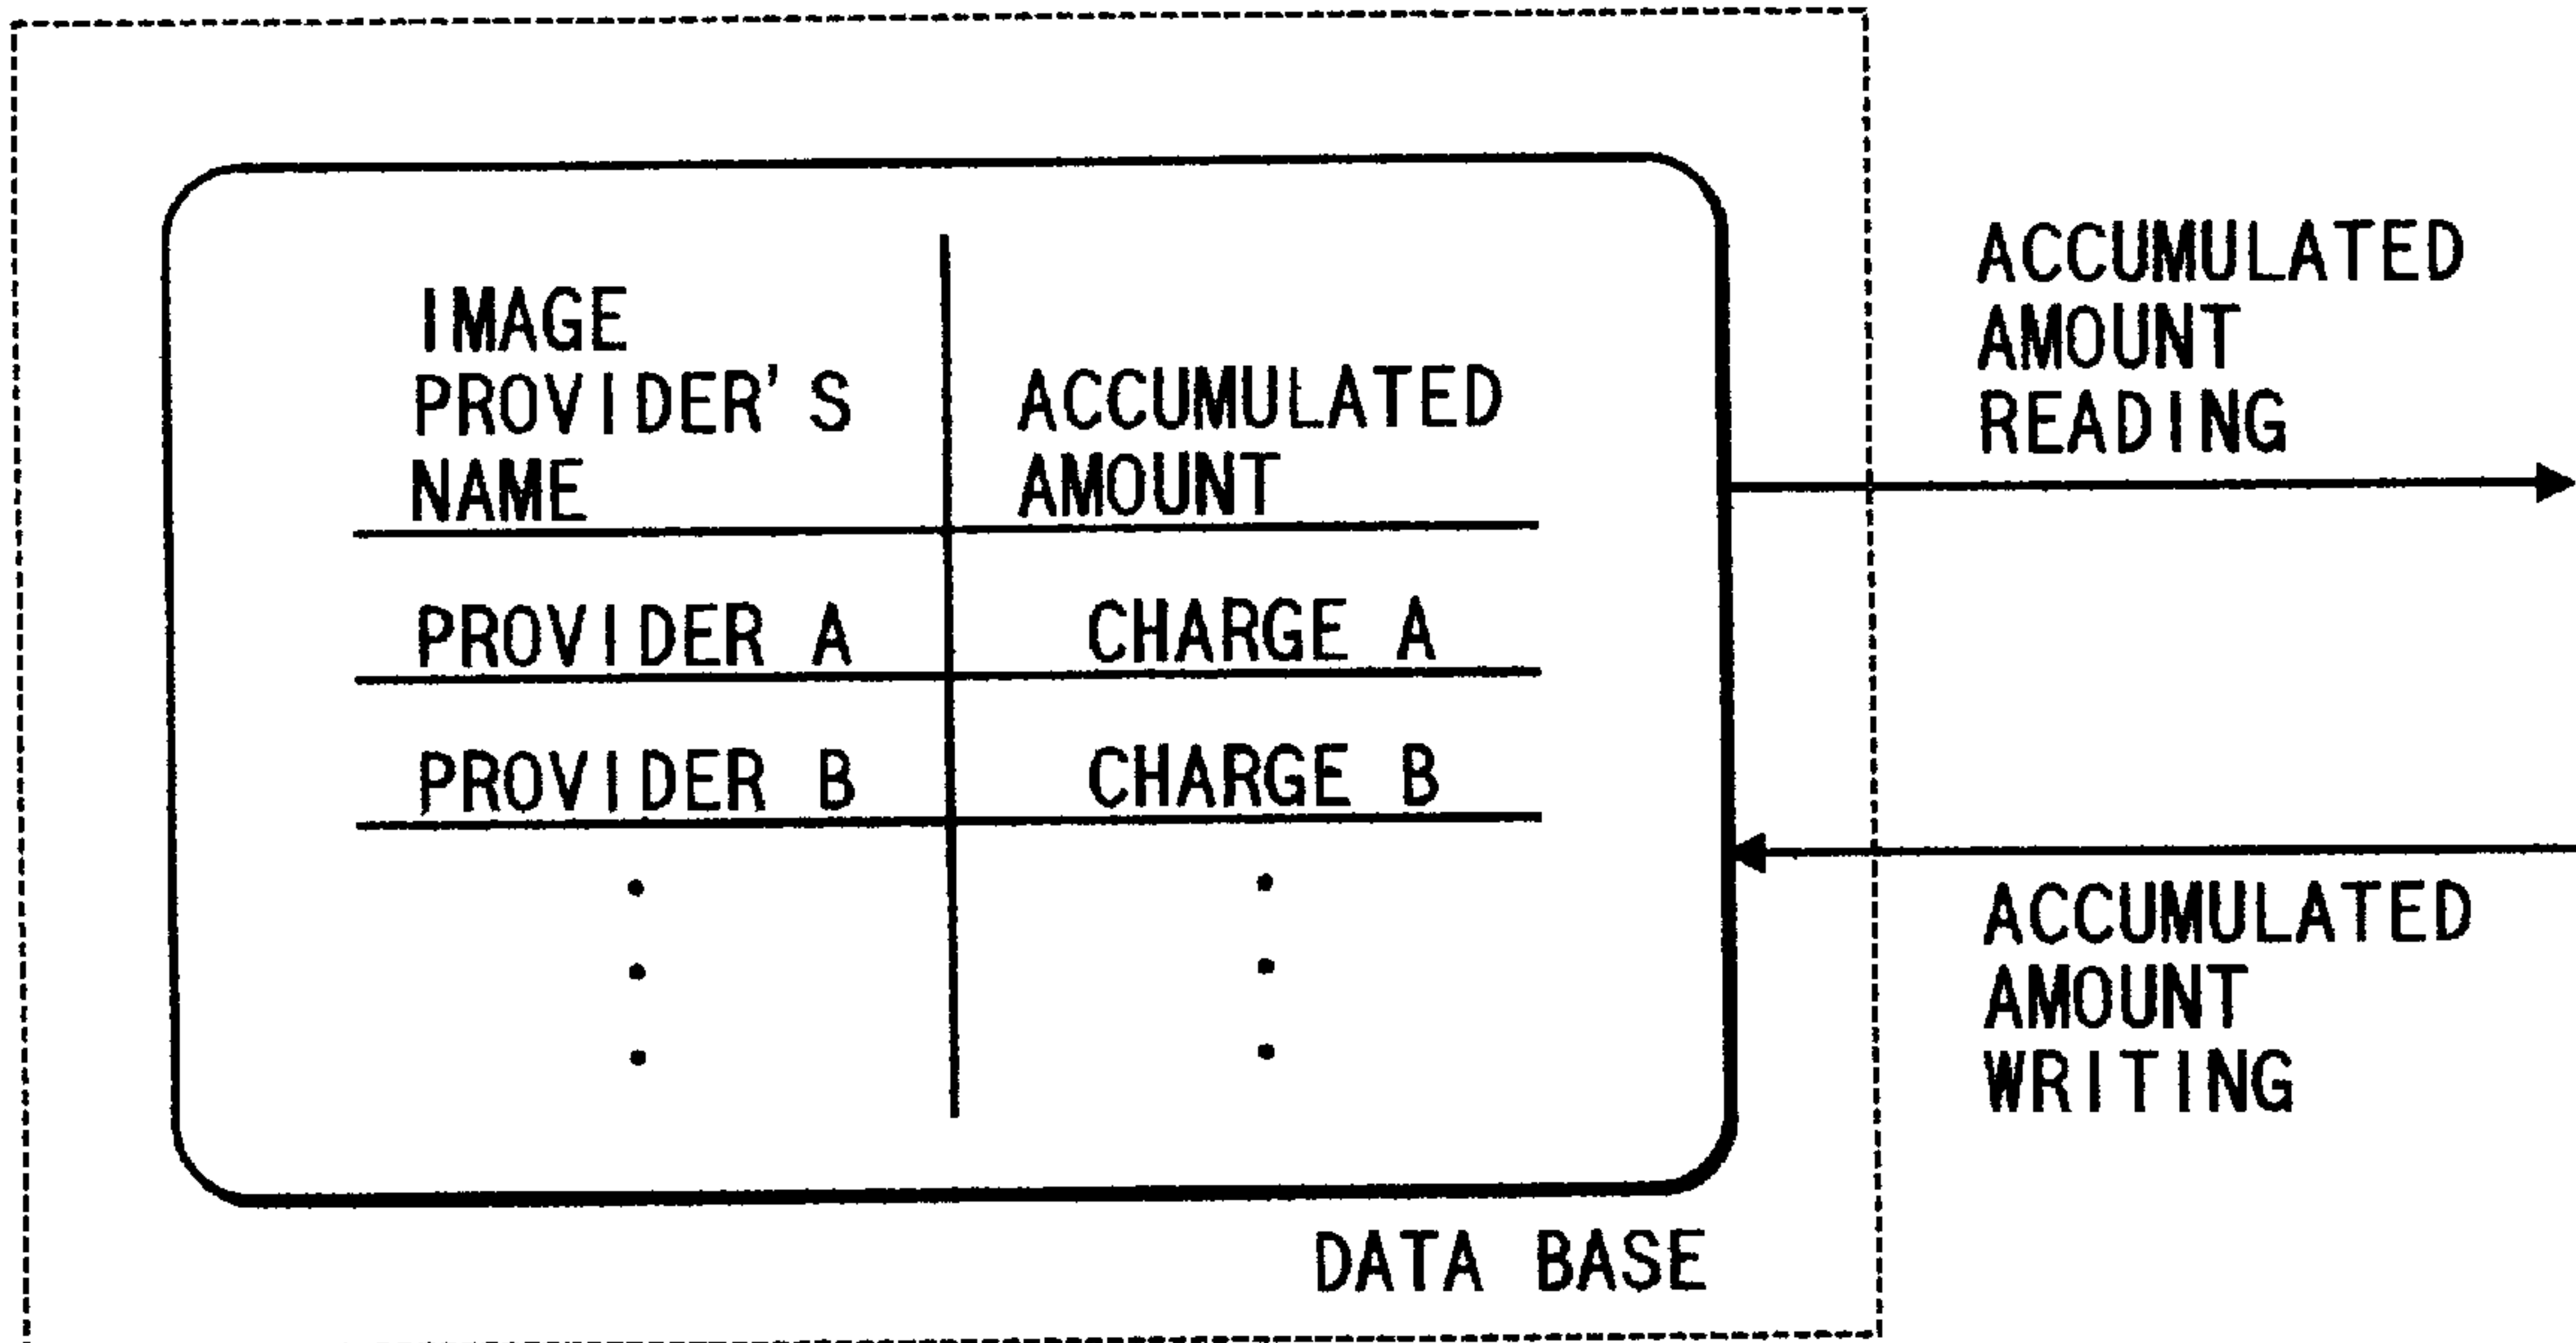 IMAGE
PROVIDER'S
NAME
ACCUMULATED
AMOUNT
PROVIDER A
CHARGE A
PROVIDER B
CHARGE B
DATA BASE
ACCUMULATED
AMOUNT
READING
ACCUMULATED
AMOUNT
WRITING